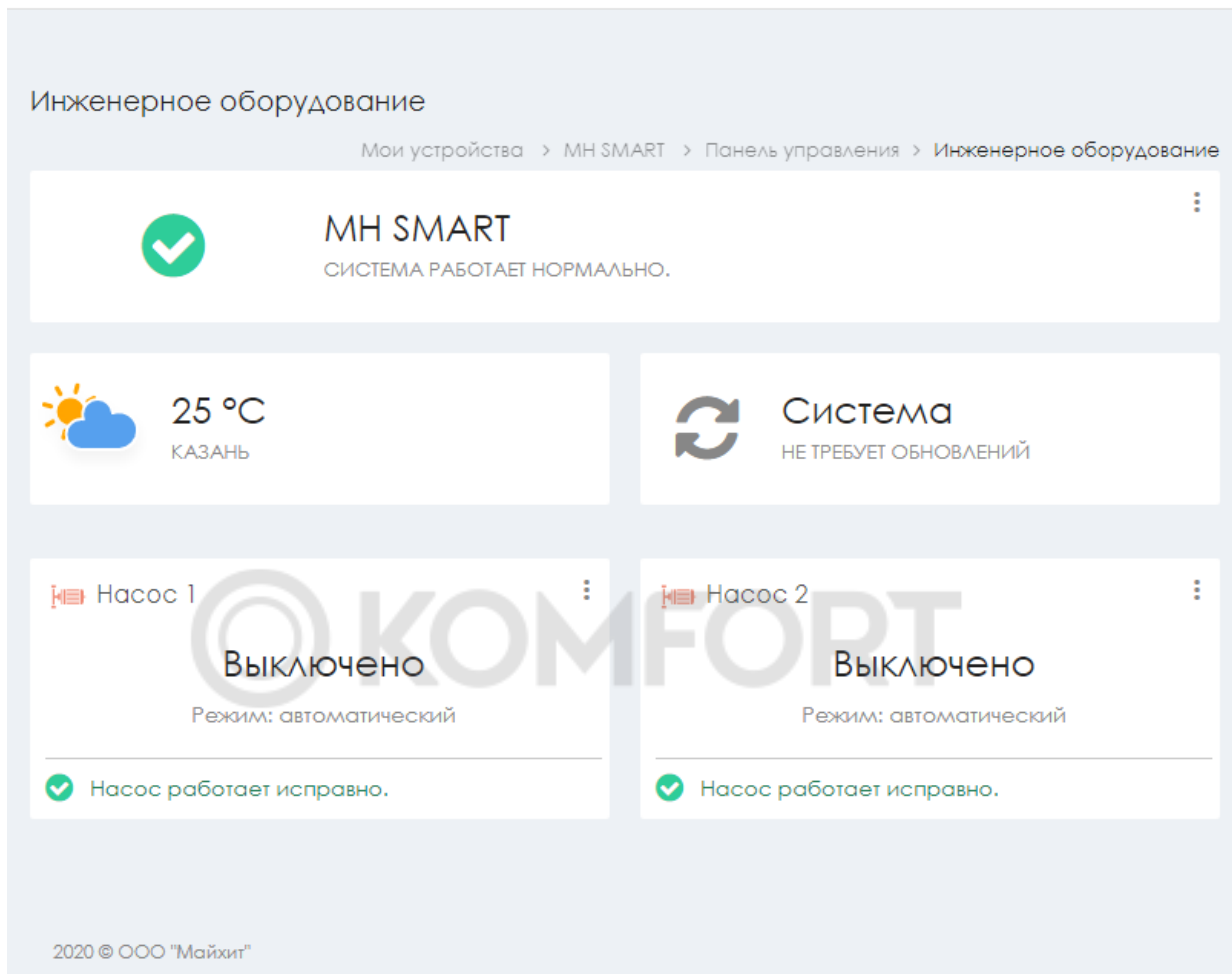 Инженерное оборудование
Мои устройства > MH SMART > Панель управления > Инженерное оборудование
MH SMART
СИСТЕМА РАБОТАЕТ НОРМАЛЬНО.
25 °C
КАЗАНЬ
Система
НЕ ТРЕБУЕТ ОБНОВЛЕНИЙ
Насос 1
Насос 2
KOMFORT
Выключено
Выключено
Режим: автоматический
Режим: автоматический
Насос работает исправно.
Насос работает исправно.
2020 © ООО "Майхит"